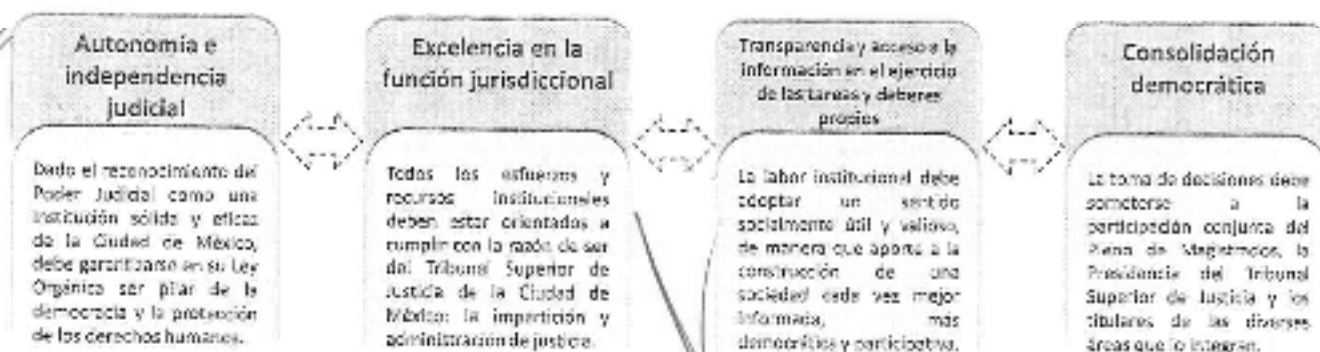 Autonomía e
independencia
judicial
Dado el reconocimiento del
Poder Judicial como una
institución sólida y eficaz
de la Ciudad de México,
debe garantizarse en su Ley
Orgánica ser pilar de la
democracia y la protección
de los derechos humanos.
Excelencia en la
función jurisdiccional
Todos los esfuerzos y
recursos institucionales
deben estar orientados a
cumplir con la razón de ser
del Tribunal Superior de
Justicia de la Ciudad de
México: la impartición y
administración de justicia.
Transparencia y acceso a la
información en el ejercicio
de las tareas y deberes
propios
La labor institucional debe
adoptar un sentido
socialmente útil y valioso,
de manera que aporte a la
construcción de una
sociedad cada vez mejor
informada, más
democrática y participativa.
Consolidación
democrática
La toma de decisiones debe
someterse a la
participación conjunta del
Pleno de Magistrados, la
Presidencia del Tribunal
Superior de Justicia y los
titulares de las diversas
áreas que lo integran.